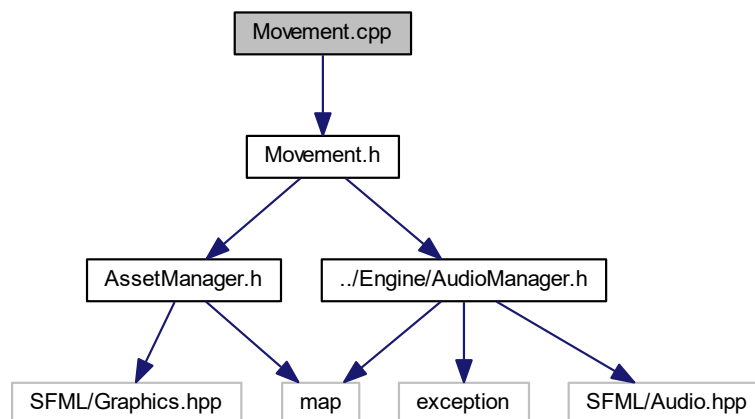 Movement.cpp
Movement.h
AssetManager.h
../Engine/AudioManager.h
SFML/Graphics.hpp
map
exception
SFML/Audio.hpp